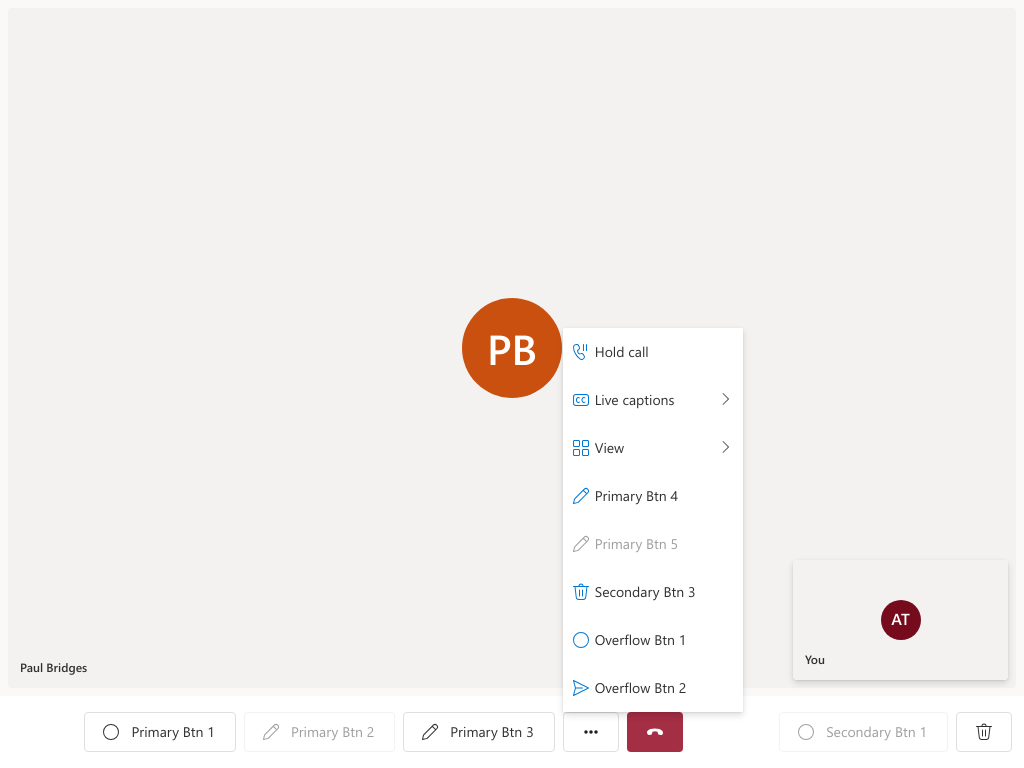 PB
Hold call
CC Live captions
View
Primary Btn 4
Primary Btn 5
Secondary Btn 3
Overflow Btn 1
Overflow Btn 2
AT
You
Paul Bridges
Primary Btn 1
Primary Btn 2
Primary Btn 3
Secondary Btn 1